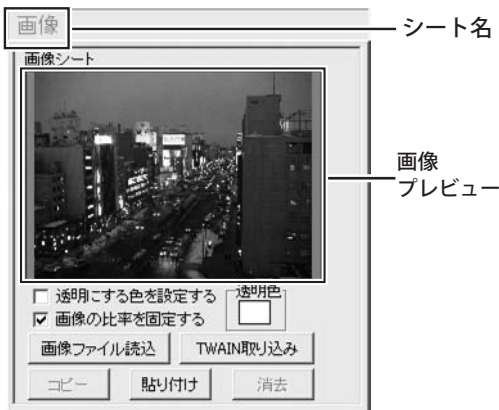 画像
シート名
画像シート
画像
プレビュー
透明にする色を設定する
透明色
画像の比率を固定する
画像ファイル読込
TWAIN取り込み
コピー
貼り付け
消去